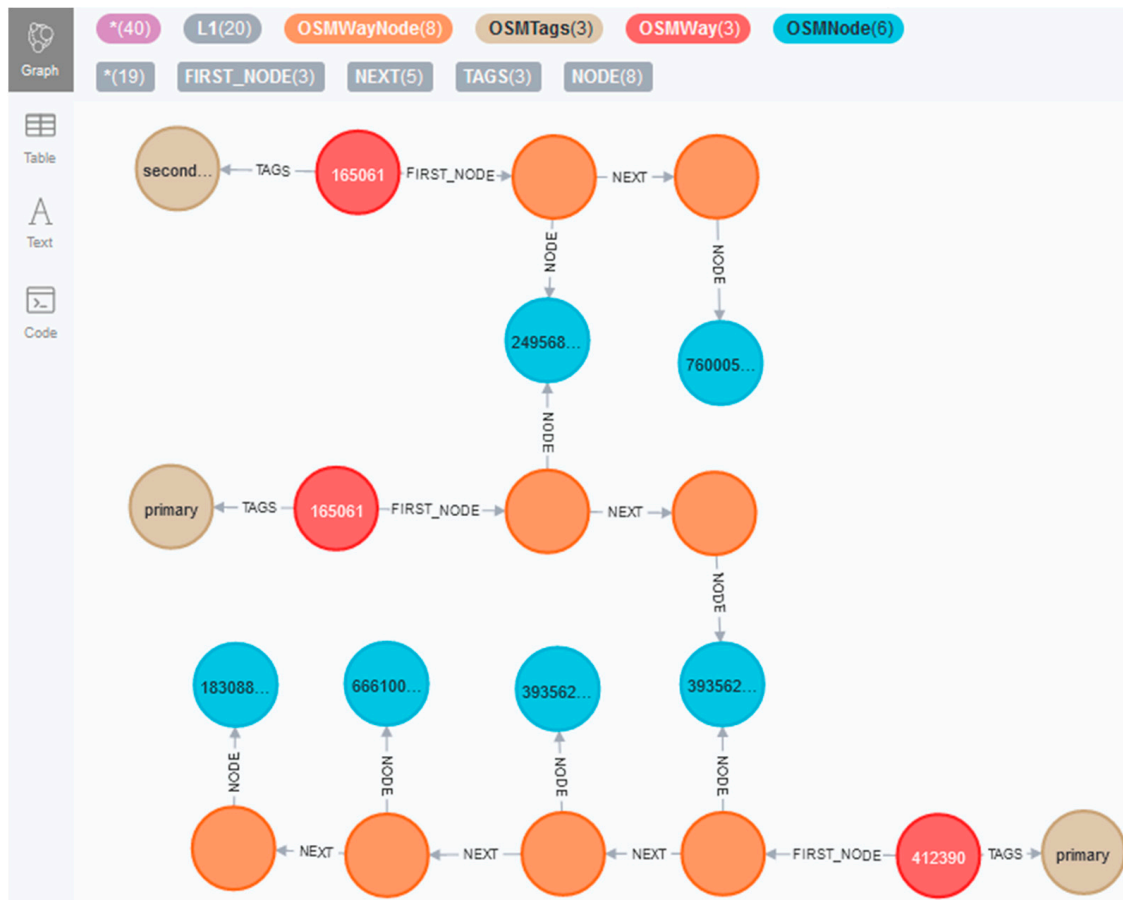 *(40) L1(20) OSMWayNode(8) OSMTags(3) OSMWay(3) OSMNode(6)
Graph
*(19) FIRST_NODE(3) NEXT(5) TAGS(3) NODE(8)
Table
Text
Code
second... TAGS 165061 FIRST_NODE NEXT
NODE NODE
249568... 760005...
NODE
primary TAGS 165061 FIRST_NODE NEXT
NODE
183088... 666100... 393562... 393562...
NODE NODE NODE NODE
NEXT NEXT NEXT FIRST_NODE 412390 TAGS primary